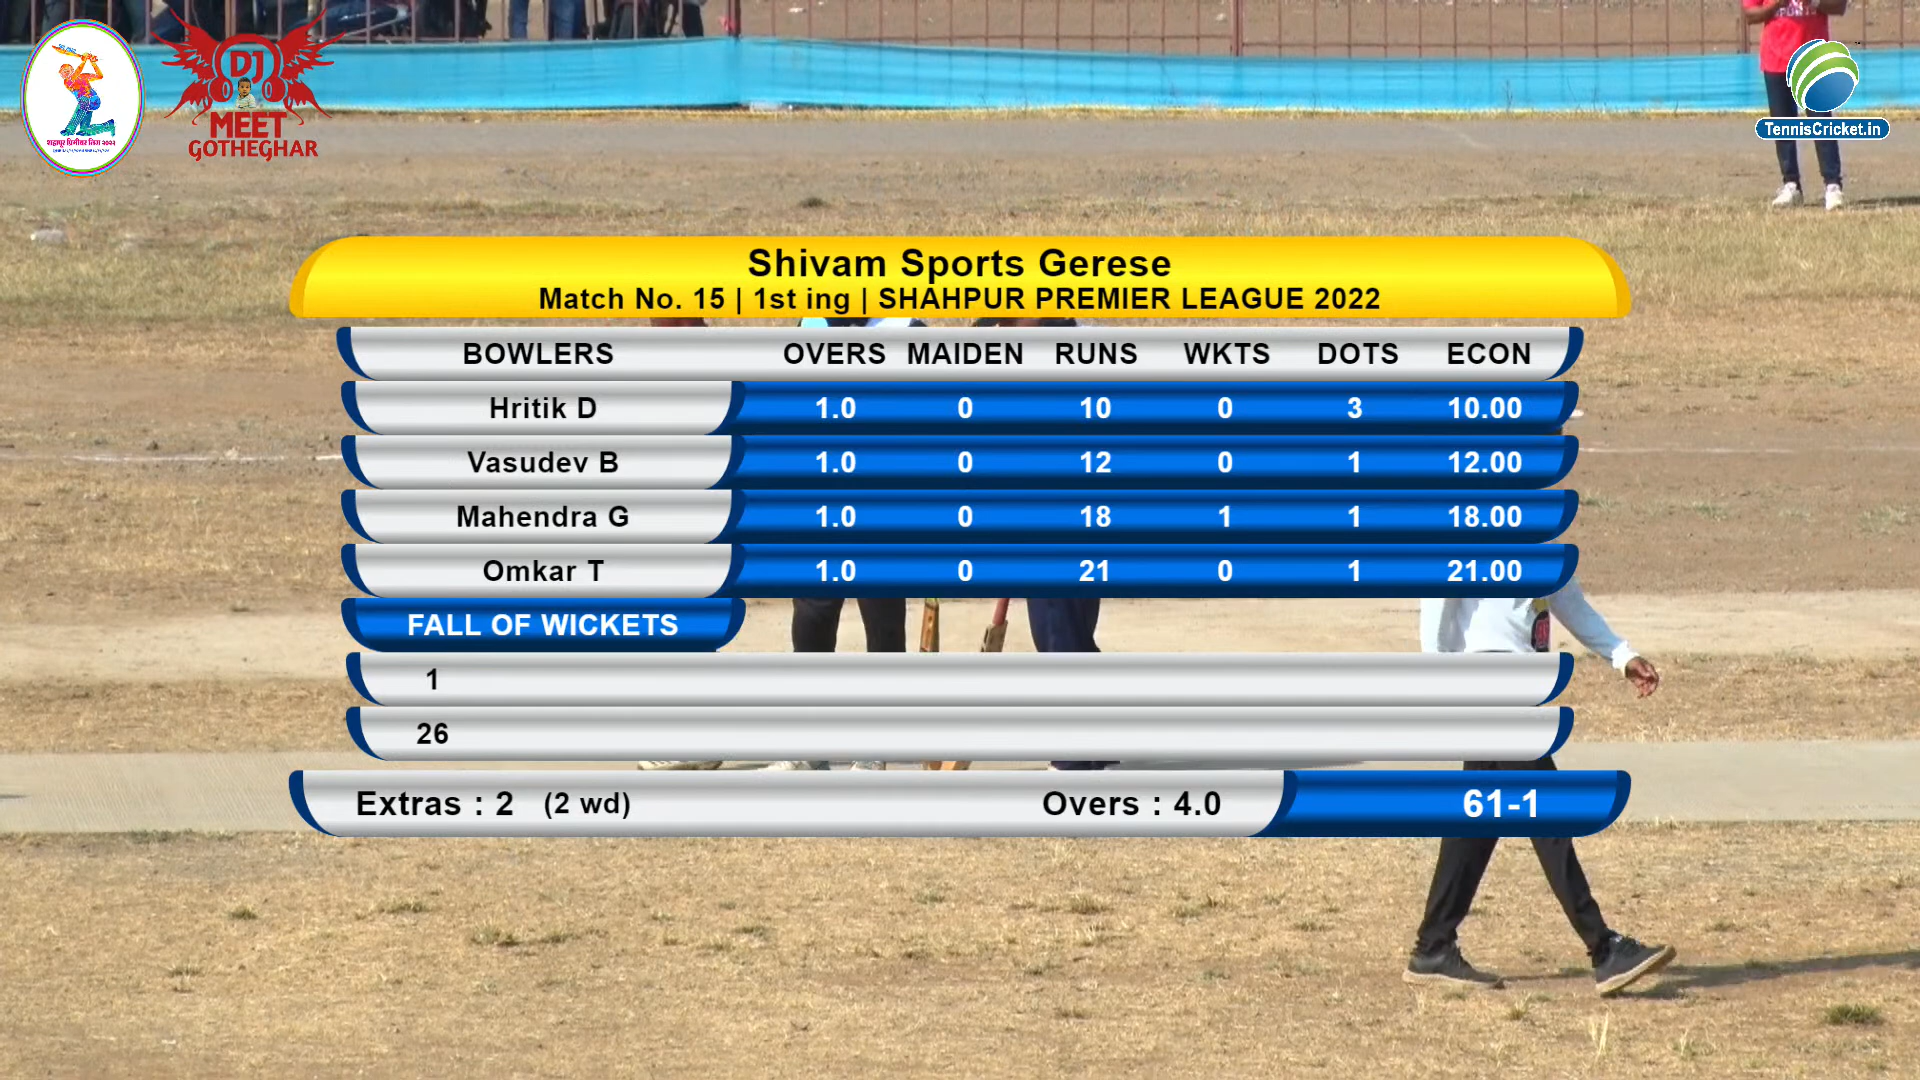 DJ
MEET
GOTHEGHAR
शहापुर प्रिमीयर लिग २०२२
TennisCricket.in
Shivam Sports Gerese
Match No. 15 | 1st ing | SHAHPUR PREMIER LEAGUE 2022
BOWLERS OVERS MAIDEN RUNS WKTS DOTS ECON
Hritik D 1.0 0 10 0 3 10.00
Vasudev B 1.0 0 12 0 1 12.00
Mahendra G 1.0 0 18 1 1 18.00
Omkar T 1.0 0 21 0 1 21.00
FALL OF WICKETS
1
26
Extras : 2 (2 wd) Overs : 4.0 61-1